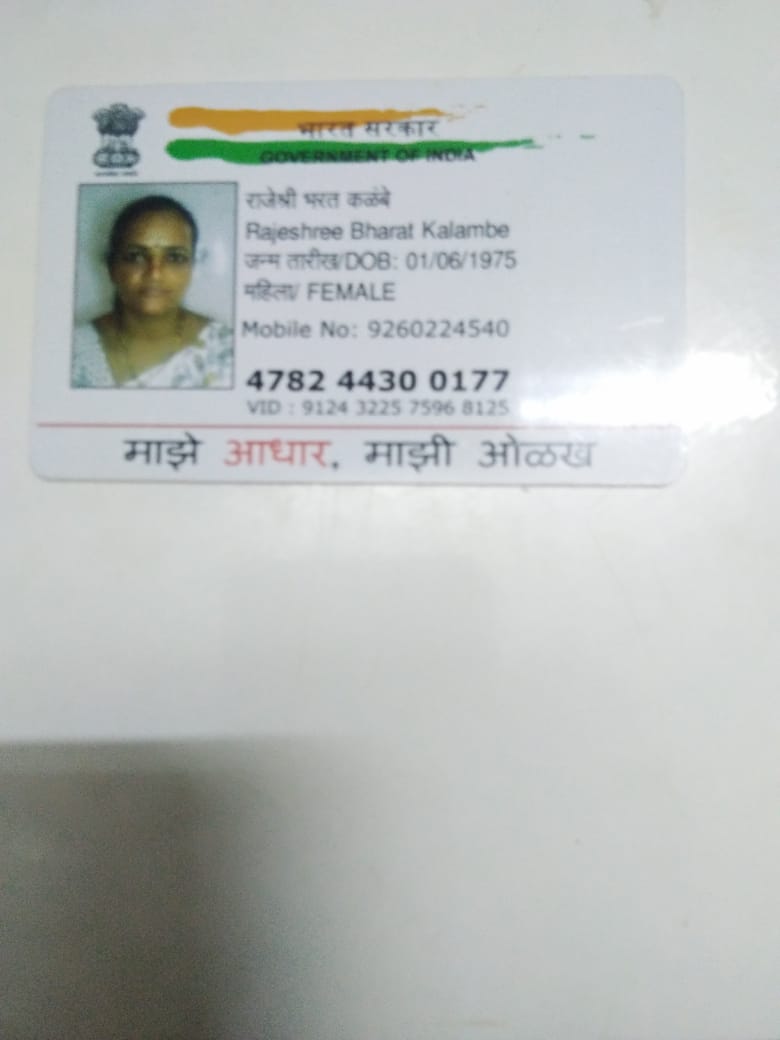 भारत सरकार
GOVERNMENT OF INDIA
राजेश्री भरत कळंबे
Rajeshree Bharat Kalambe
जन्म तारीख/DOB: 01/06/1975
महिला/ FEMALE
Mobile No: 9260224540
4782 4430 0177
VID : 9124 3225 7596 8125
माझे आधार, माझी ओळख